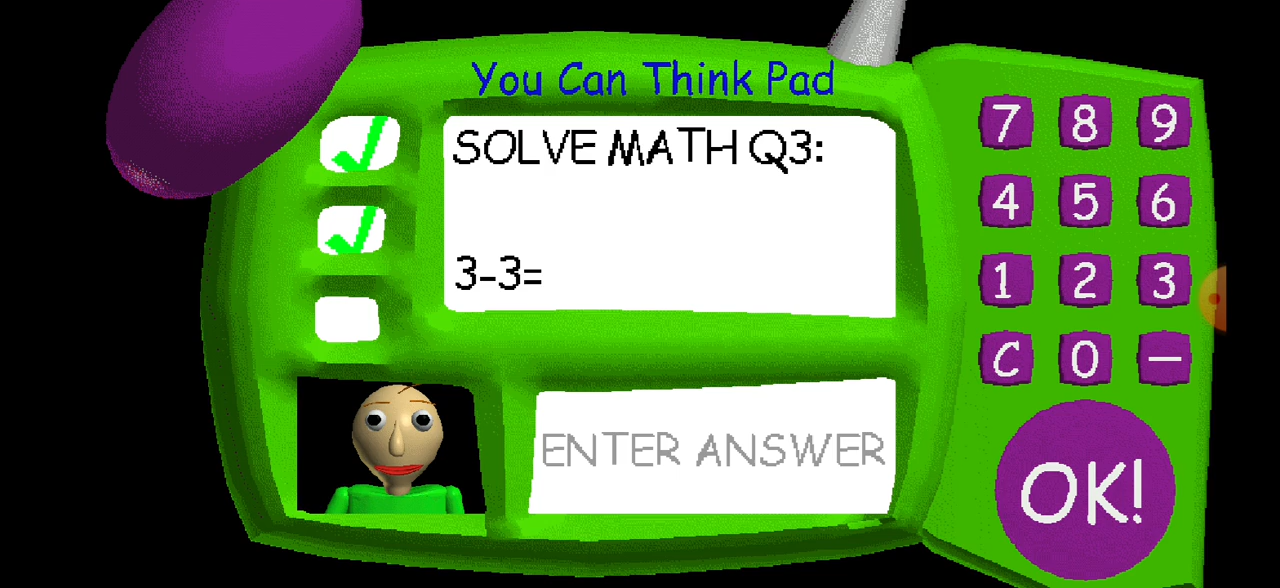 You Can Think Pad
SOLVE MATH Q3:
3-3=
ENTER ANSWER
7 8 9
4 5 6
1 2 3
C 0 –
OK!